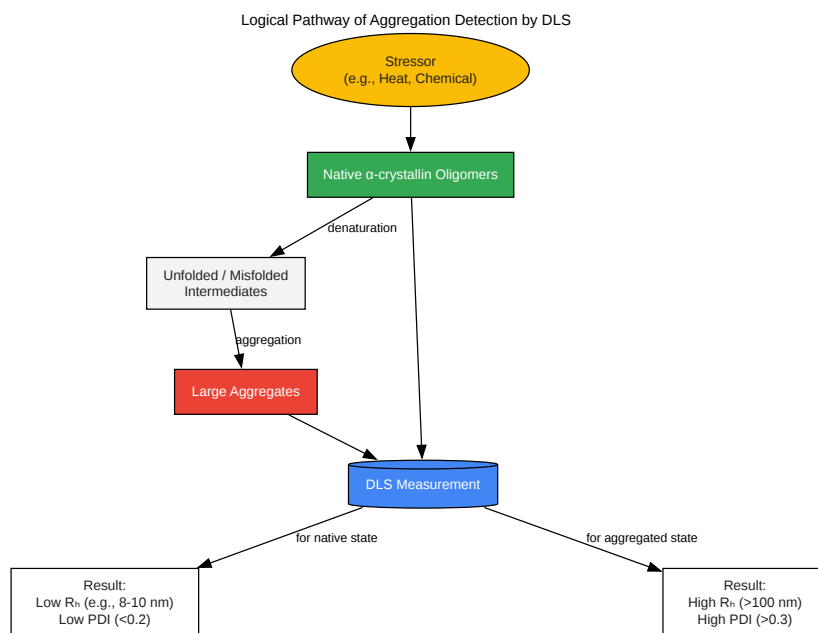 Logical Pathway of Aggregation Detection by DLS
Stressor
(e.g., Heat, Chemical)
Native α-crystallin Oligomers
denaturation
Unfolded / Misfolded
Intermediates
aggregation
Large Aggregates
DLS Measurement
for native state
for aggregated state
Result:
Low Rₕ (e.g., 8-10 nm)
Low PDI (<0.2)
Result:
High Rₕ (>100 nm)
High PDI (>0.3)